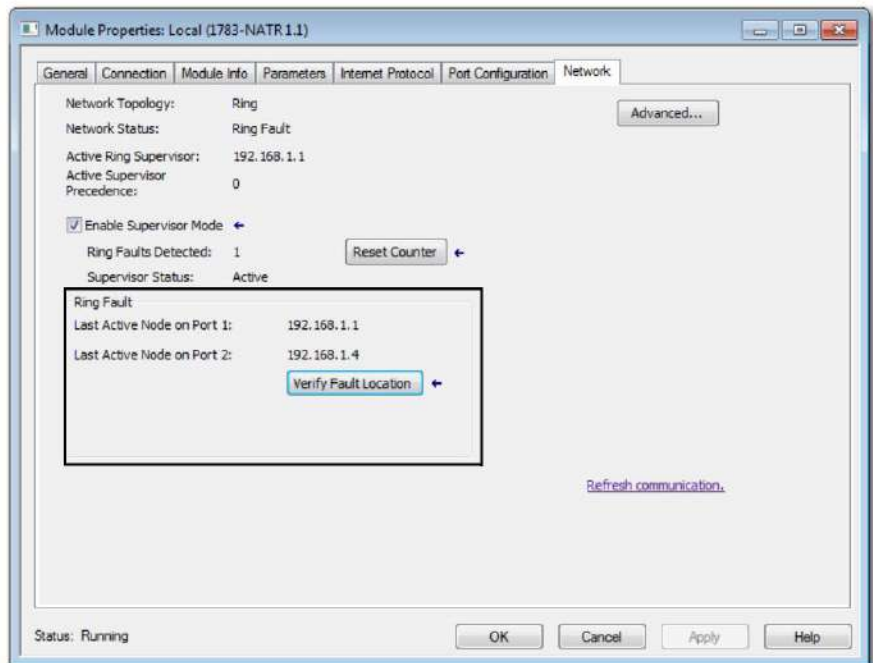 Module Properties: Local (1783-NATR 1.1)
General Connection Module Info Parameters Internet Protocol Port Configuration Network
Network Topology: Ring
Advanced...
Network Status: Ring Fault
Active Ring Supervisor: 192.168.1.1
Active Supervisor
Precedence: 0
Enable Supervisor Mode
Ring Faults Detected: 1 Reset Counter
Supervisor Status: Active
Ring Fault
Last Active Node on Port 1: 192.168.1.1
Last Active Node on Port 2: 192.168.1.4
Verify Fault Location
Refresh communication.
Status: Running OK Cancel Apply Help